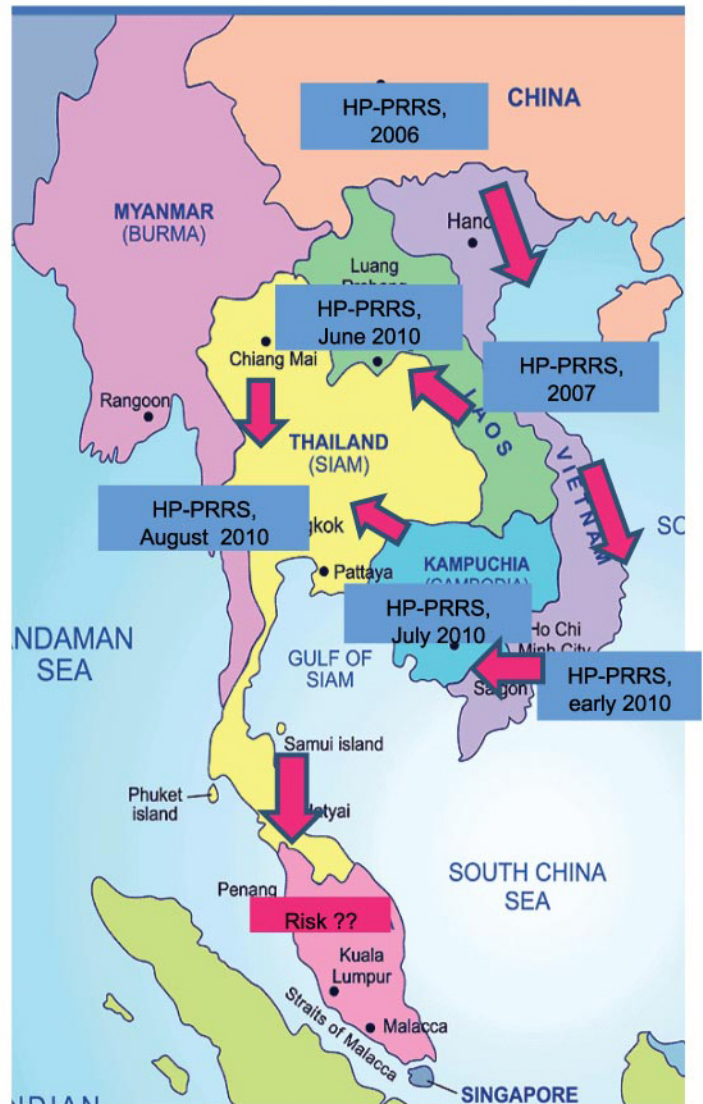 CHINA
HP-PRRS,
2006
MYANMAR
(BURMA)
Luang
HP-PRRS,
June 2010
Chiang Mai
HP-PRRS,
2007
Rangoon
LAOS
THAILAND
(SIAM)
VIETNAM
HP-PRRS,
August 2010
Pattaya
KAMPUCHIA
(CAMBODIA)
HP-PRRS,
July 2010
Ho Chi
Minh City
Saigon
HP-PRRS,
early 2010
GULF OF
SIAM
SEA
Samui island
Phuket
island
SOUTH CHINA
SEA
Penang
Risk ??
Kuala
Lumpur
Straits of Malacca
Malacca
SINGAPORE